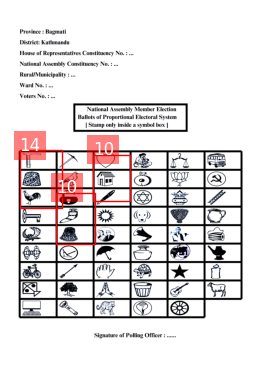 Province : Bagmati
District: Kathmandu
House of Representatives Constituency No. : ...
National Assembly Constituency No. : ...
Rural/Municipality : ...
Ward No. : ...
Voters No. : ...
National Assembly Member Election
Ballots of Proportional Electoral System
[ Stamp only inside a symbol box ]
14
10
10
Signature of Polling Officer : ......